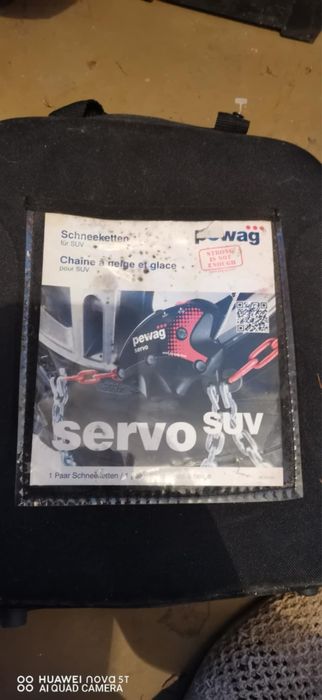 Schneeketten
für SUV
Chaîne à neige et glace
pour SUV
pewag
STRONG
IS NOT
ENOUGH
pewag
servo
servo
suv
1 Paar Schneeketten / 1
HUAWEI nova 5T
AI QUAD CAMERA